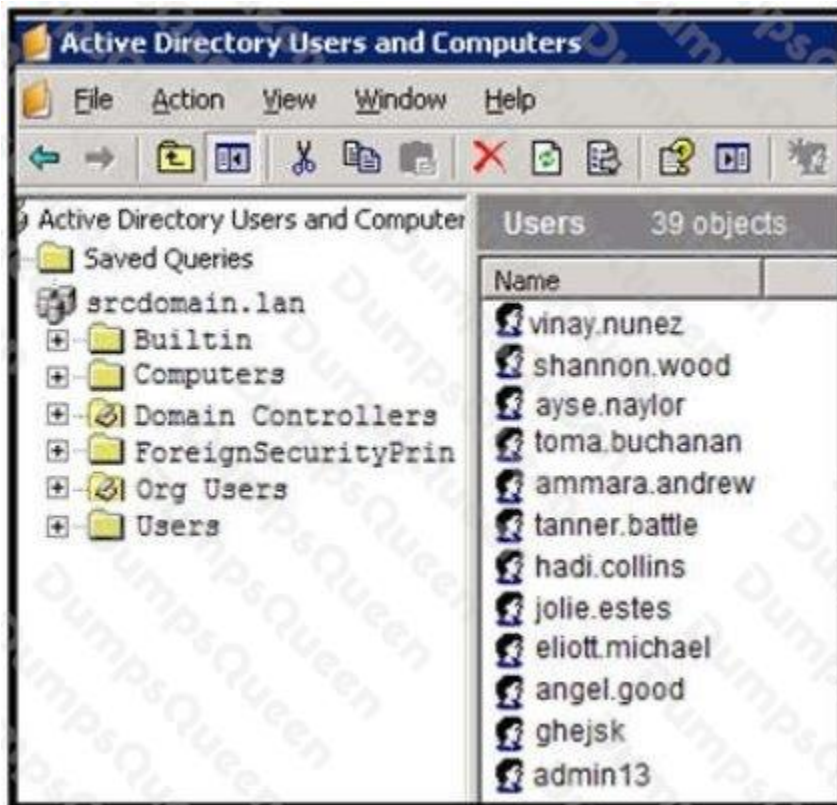 Active Directory Users and Computers
File Action View Window Help
Active Directory Users and Computer
Saved Queries
srcdomain.lan
Builtin
Computers
Domain Controllers
ForeignSecurityPrin
Org Users
Users
Users 39 objects
Name
vinay.nunez
shannon.wood
ayse.naylor
toma.buchanan
ammara.andrew
tanner.battle
hadi.collins
jolie.estes
eliott.michael
angel.good
ghejsk
admin13
DumpsQueen